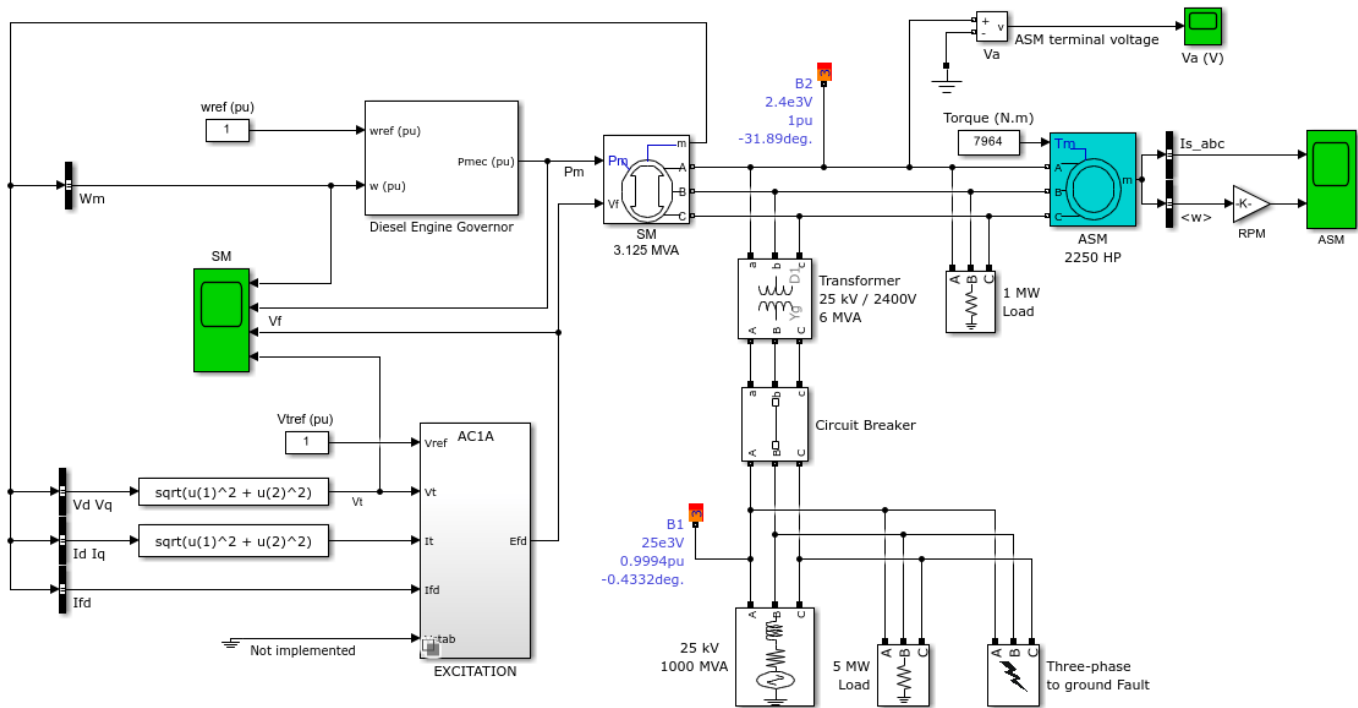 wref (pu)
1
wref (pu)
w (pu)
Pmec (pu)
Diesel Engine Governor
Wm
Pm
Pm
Vf
m
A
B
C
SM
3.125 MVA
B2
2.4e3V
1pu
-31.89deg.
3
+
-
v
Va
ASM terminal voltage
Va (V)
Torque (N.m)
7964
Tm
A
B
C
m
ASM
2250 HP
Is_abc
<w>
-K-
RPM
ASM
SM
Vf
a
b
c
D1
Yg
A
B
C
Transformer
25 kV / 2400V
6 MVA
A
B
C
1 MW
Load
a
b
c
A
B
C
Circuit Breaker
Vtref (pu)
1
AC1A
Vref
Vt
It
Ifd
Efd
EXCITATION
Vd Vq
sqrt(u(1)^2 + u(2)^2)
Vt
Id Iq
sqrt(u(1)^2 + u(2)^2)
Ifd
Not implemented
3
B1
25e3V
0.9994pu
-0.4332deg.
A
B
C
25 kV
1000 MVA
A
B
C
5 MW
Load
A
B
C
Three-phase
to ground Fault